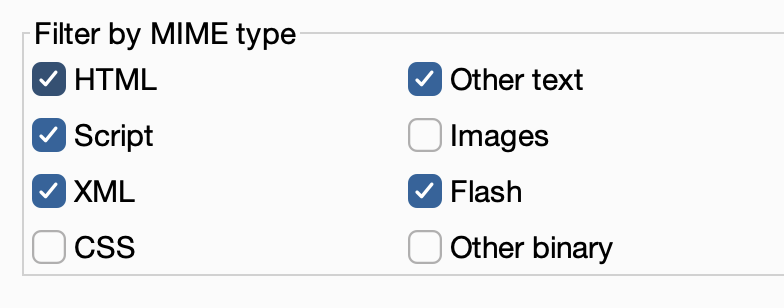 Filter by MIME type
HTML
Other text
Script
Images
XML
Flash
CSS
Other binary